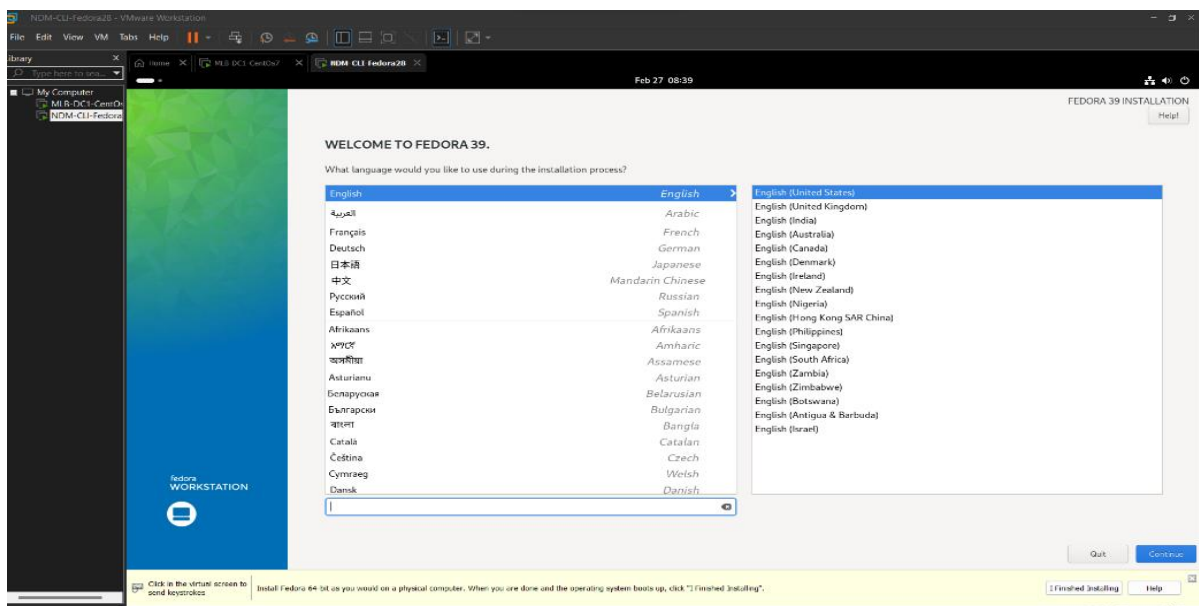 NDM-CLI-Fedora28 - VMware Workstation
File Edit View VM Tabs Help
Library
Type here to sea...
Home MLB-DC1-CentOs7 NDM-CLI-Fedora28
My Computer
MLB-DC1-CentOs
NDM-CLI-Fedora
Feb 27 08:39
FEDORA 39 INSTALLATION
Help!
WELCOME TO FEDORA 39.
What language would you like to use during the installation process?
English English
العربية Arabic
Français French
Deutsch German
日本語 Japanese
中文 Mandarin Chinese
Русский Russian
Español Spanish
Afrikaans Afrikaans
አማርኛ Amharic
অসমীয়া Assamese
Asturianu Asturian
Беларуская Belarusian
Български Bulgarian
বাংলা Bangla
Català Catalan
Čeština Czech
Cymraeg Welsh
Dansk Danish
English (United States)
English (United Kingdom)
English (India)
English (Australia)
English (Canada)
English (Denmark)
English (Ireland)
English (New Zealand)
English (Nigeria)
English (Hong Kong SAR China)
English (Philippines)
English (Singapore)
English (South Africa)
English (Zambia)
English (Zimbabwe)
English (Botswana)
English (Antigua & Barbuda)
English (Israel)
fedora
WORKSTATION
Quit Continue
Click in the virtual screen to
send keystrokes
Install Fedora 64-bit as you would on a physical computer. When you are done and the operating system boots up, click "I Finished Installing".
I Finished Installing Help